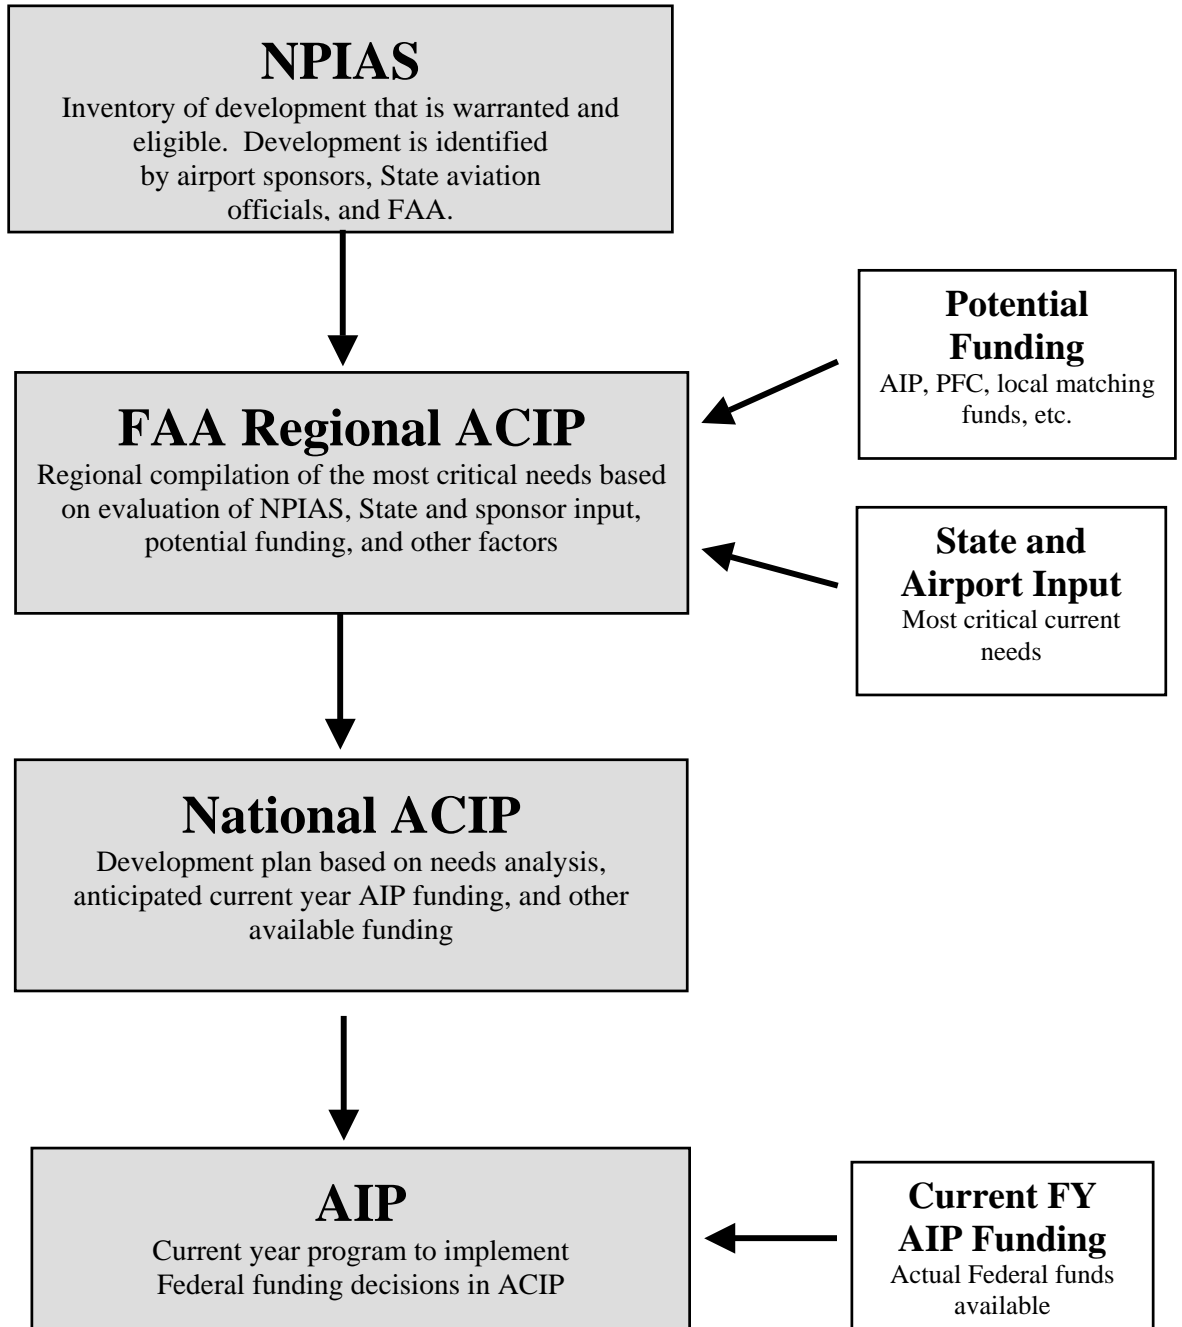 NPIAS
Inventory of development that is warranted and
eligible.  Development is identified
by airport sponsors, State aviation
officials, and FAA.
Potential
Funding
AIP, PFC, local matching
funds, etc.
FAA Regional ACIP
Regional compilation of the most critical needs based
on evaluation of NPIAS, State and sponsor input,
potential funding, and other factors
State and
Airport Input
Most critical current
needs
National ACIP
Development plan based on needs analysis,
anticipated current year AIP funding, and other
available funding
AIP
Current year program to implement
Federal funding decisions in ACIP
Current FY
AIP Funding
Actual Federal funds
available